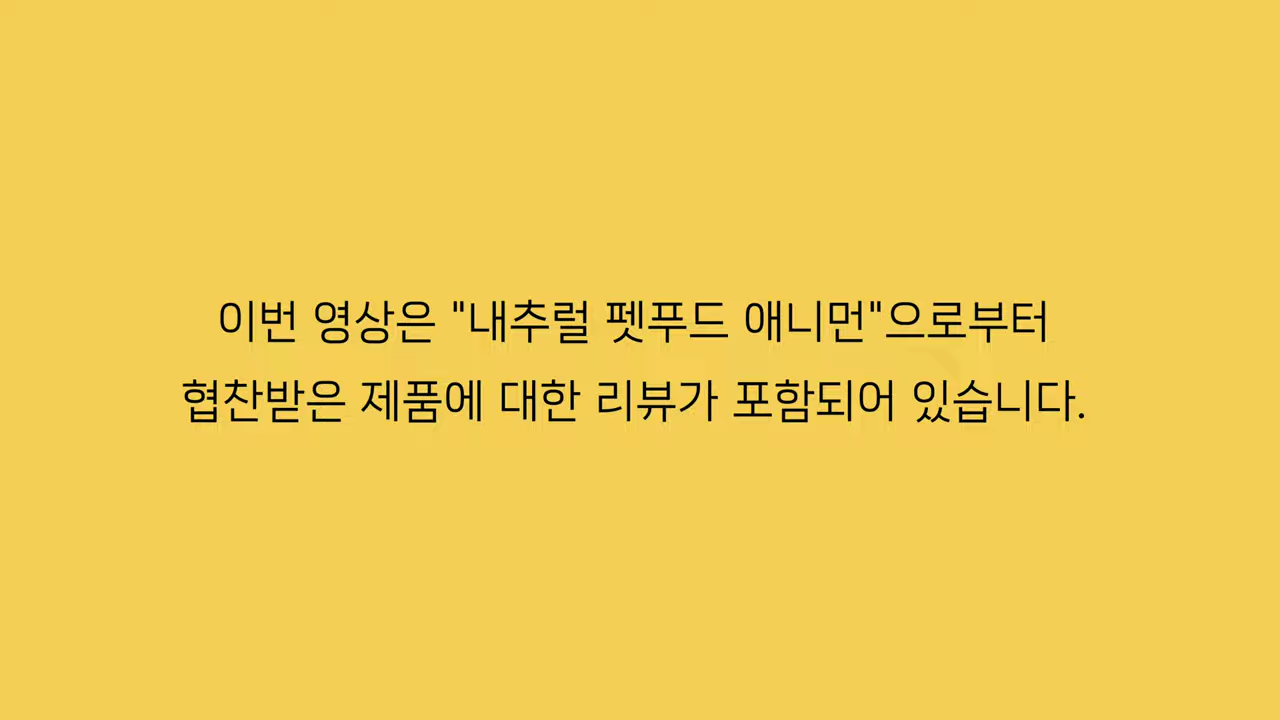 이번 영상은 "내추럴 펫푸드 애니먼"으로부터
협찬받은 제품에 대한 리뷰가 포함되어 있습니다.